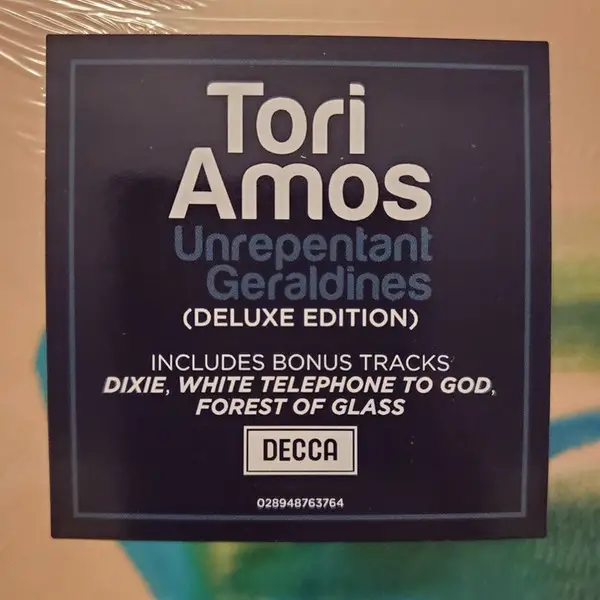 Tori
Amos
Unrepentant
Geraldines
(DELUXE EDITION)
INCLUDES BONUS TRACKS
DIXIE, WHITE TELEPHONE TO GOD,
FOREST OF GLASS
DECCA
028948763764